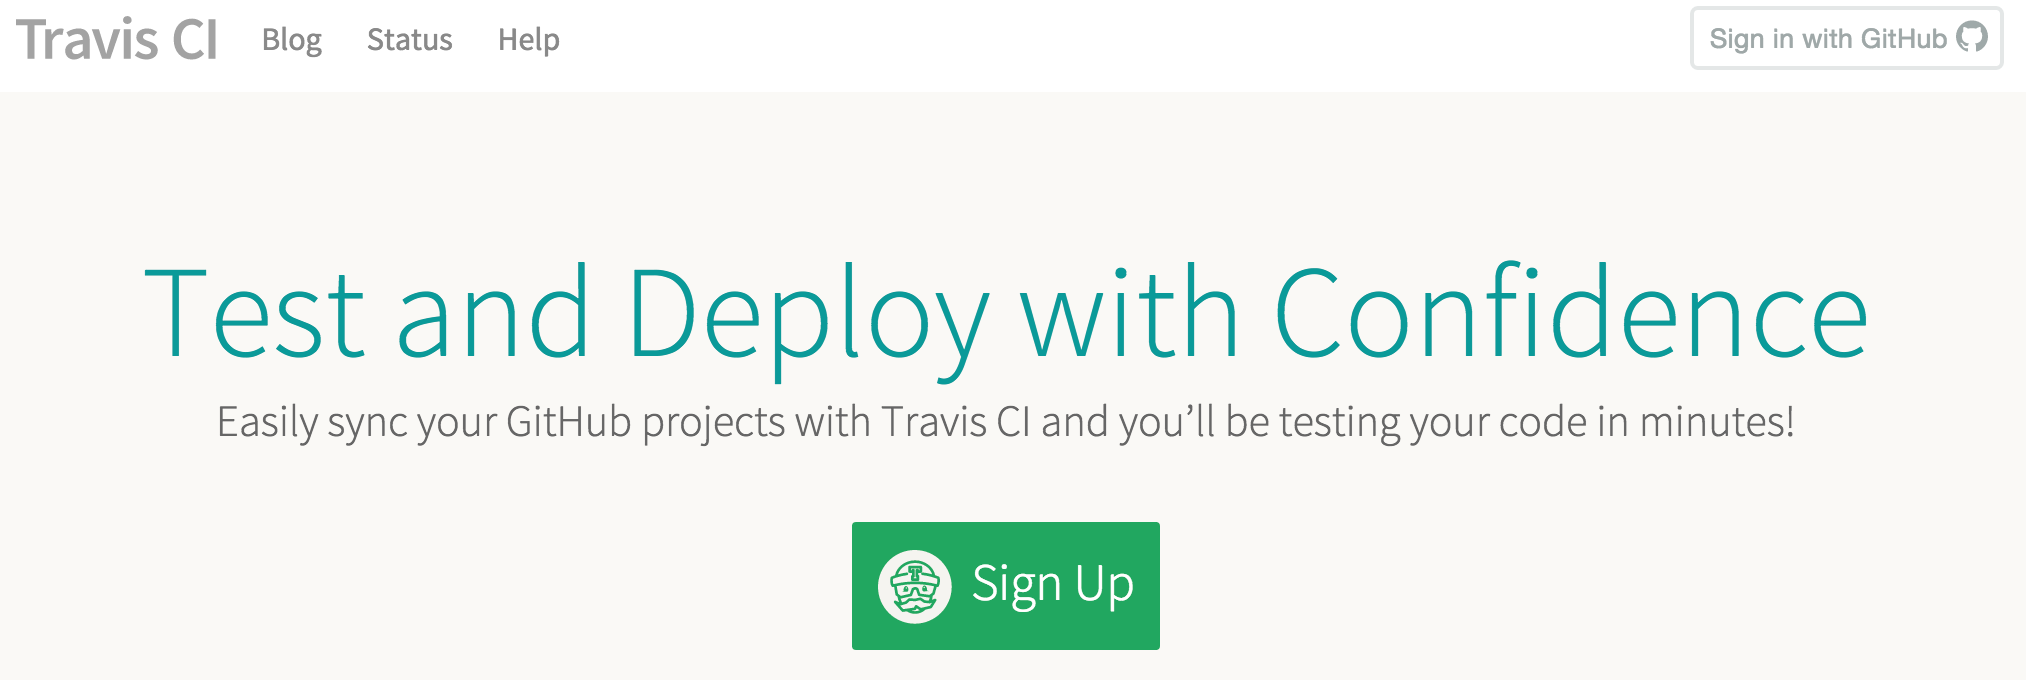 Travis CI Blog Status Help Sign in with GitHub
Test and Deploy with Confidence
Easily sync your GitHub projects with Travis CI and you’ll be testing your code in minutes!
T Sign Up